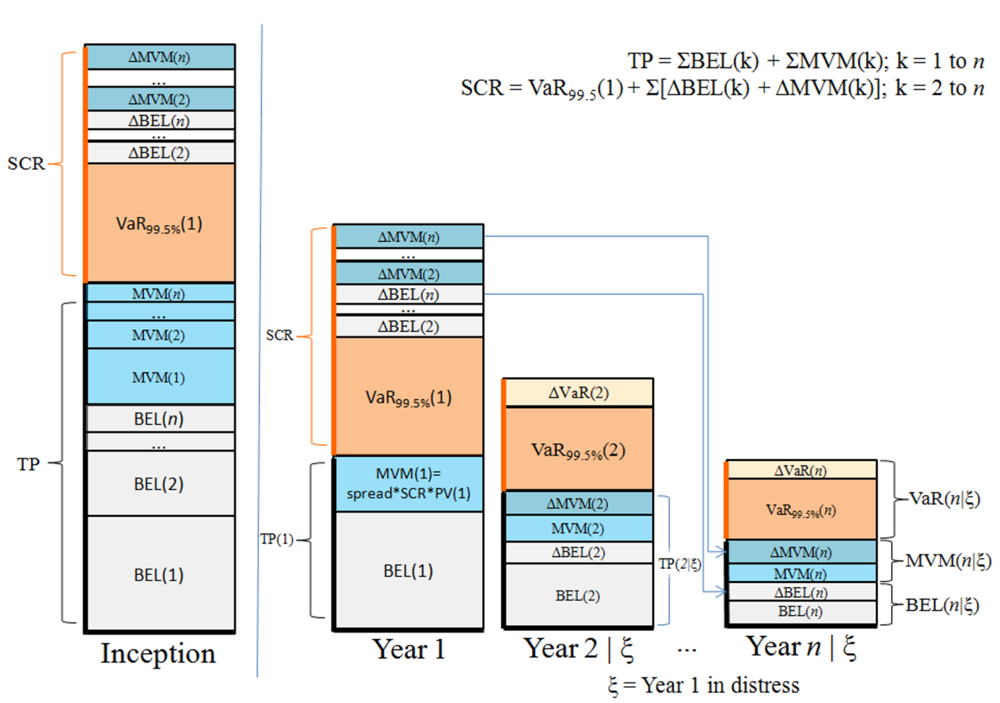 TP = ΣBEL(k) + ΣMVM(k); k = 1 to n
SCR = VaR99.5(1) + Σ[ΔBEL(k) + ΔMVM(k)]; k = 2 to n
SCR
TP
ΔMVM(n)
...
ΔMVM(2)
ΔBEL(n)
...
ΔBEL(2)
VaR99.5%(1)
MVM(n)
...
MVM(2)
MVM(1)
BEL(n)
...
BEL(2)
BEL(1)
Inception
SCR
TP(1)
ΔMVM(n)
...
ΔMVM(2)
ΔBEL(n)
...
ΔBEL(2)
VaR99.5%(1)
MVM(1)=
spread*SCR*PV(1)
BEL(1)
Year 1
ΔVaR(2)
VaR99.5%(2)
ΔMVM(2)
MVM(2)
ΔBEL(2)
BEL(2)
TP(2|ξ)
Year 2 | ξ
...
ΔVaR(n)
VaR99.5%(n)
ΔMVM(n)
MVM(n)
ΔBEL(n)
BEL(n)
VaR(n|ξ)
MVM(n|ξ)
BEL(n|ξ)
Year n | ξ
ξ = Year 1 in distress